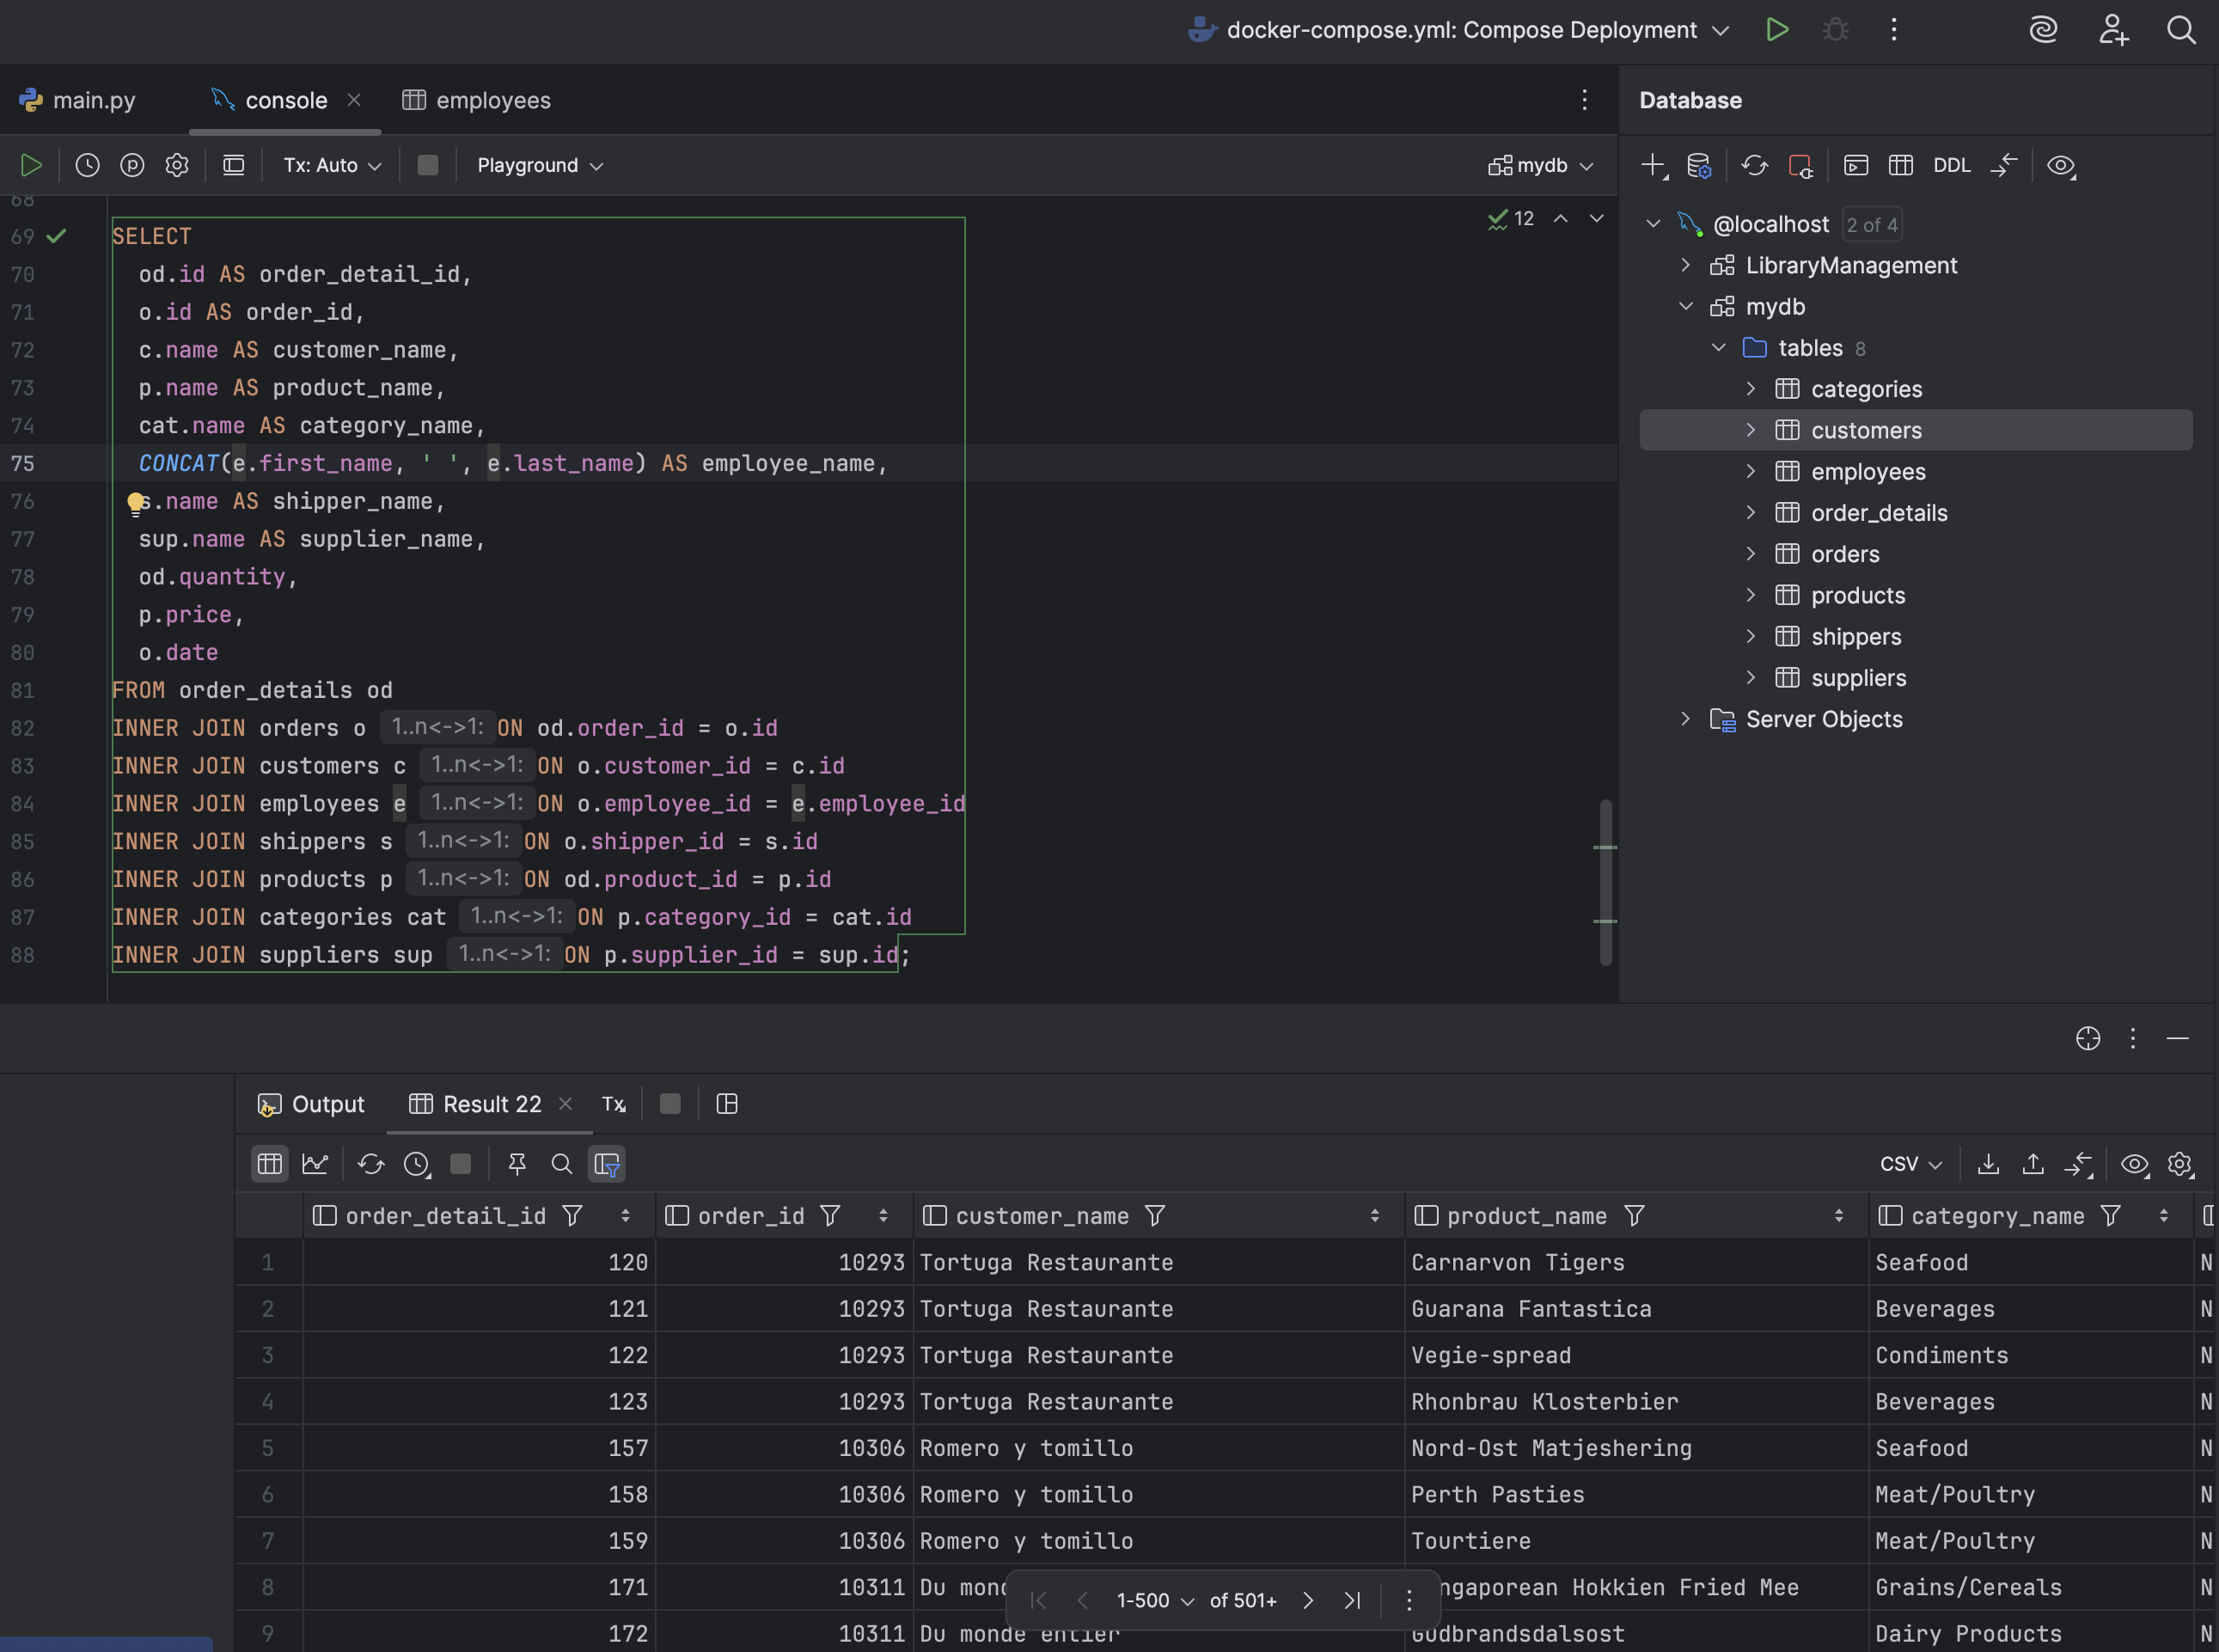 docker-compose.yml: Compose Deployment
main.py console employees
Database
Tx: Auto Playground mydb
DDL
68
69 SELECT
12
70 od.id AS order_detail_id,
71 o.id AS order_id,
72 c.name AS customer_name,
73 p.name AS product_name,
74 cat.name AS category_name,
75 CONCAT(e.first_name, ' ', e.last_name) AS employee_name,
76 s.name AS shipper_name,
77 sup.name AS supplier_name,
78 od.quantity,
79 p.price,
80 o.date
81 FROM order_details od
82 INNER JOIN orders o 1..n<->1: ON od.order_id = o.id
83 INNER JOIN customers c 1..n<->1: ON o.customer_id = c.id
84 INNER JOIN employees e 1..n<->1: ON o.employee_id = e.employee_id
85 INNER JOIN shippers s 1..n<->1: ON o.shipper_id = s.id
86 INNER JOIN products p 1..n<->1: ON od.product_id = p.id
87 INNER JOIN categories cat 1..n<->1: ON p.category_id = cat.id
88 INNER JOIN suppliers sup 1..n<->1: ON p.supplier_id = sup.id;
@localhost 2 of 4
LibraryManagement
mydb
tables 8
categories
customers
employees
order_details
orders
products
shippers
suppliers
Server Objects
Output Result 22 Tx
CSV
order_detail_id order_id customer_name product_name category_name
1 120 10293 Tortuga Restaurante Carnarvon Tigers Seafood N
2 121 10293 Tortuga Restaurante Guarana Fantastica Beverages N
3 122 10293 Tortuga Restaurante Vegie-spread Condiments N
4 123 10293 Tortuga Restaurante Rhonbrau Klosterbier Beverages N
5 157 10306 Romero y tomillo Nord-Ost Matjeshering Seafood N
6 158 10306 Romero y tomillo Perth Pasties Meat/Poultry N
7 159 10306 Romero y tomillo Tourtiere Meat/Poultry N
8 171 10311 Du Hokkien Fried Mee Grains/Cereals N
1-500 of 501+
9 172 10311 Du monde entier Gudbrandsdalsost Dairy Products N